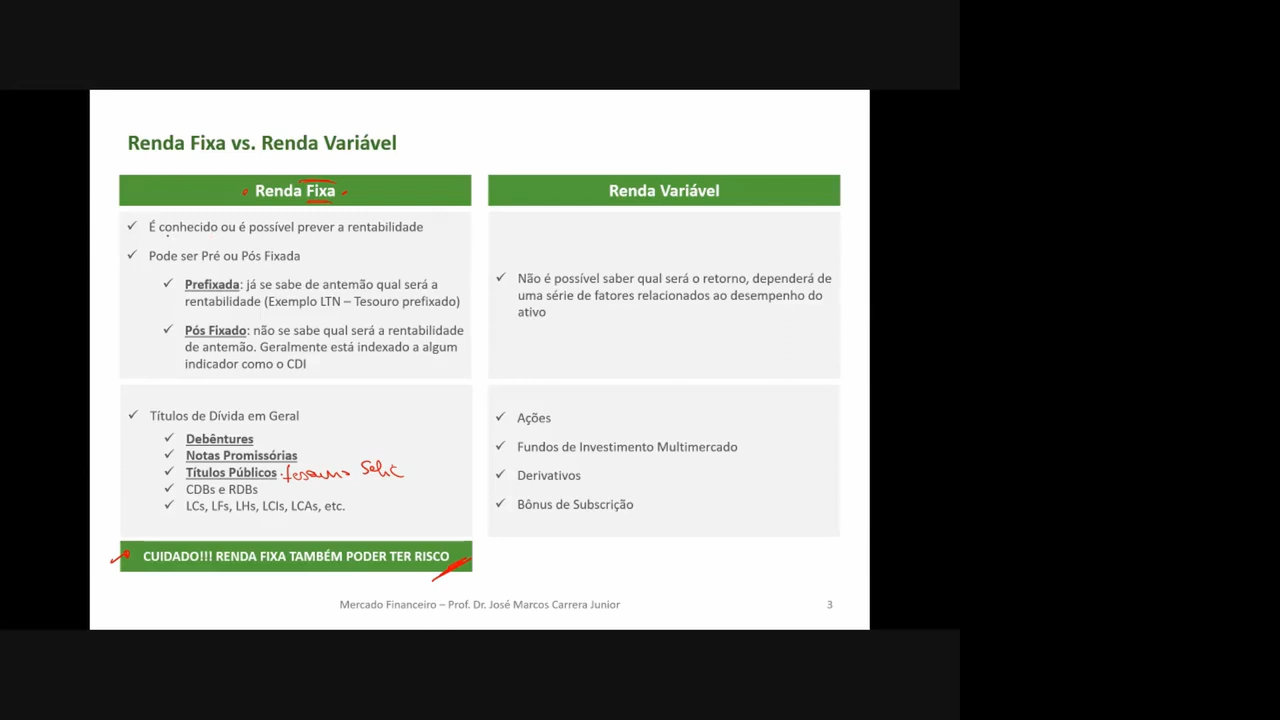 Renda Fixa vs. Renda Variável
Renda Fixa
É conhecido ou é possível prever a rentabilidade
Pode ser Pré ou Pós Fixada
Prefixada: já se sabe de antemão qual será a
rentabilidade (Exemplo LTN – Tesouro prefixado)
Pós Fixado: não se sabe qual será a rentabilidade
de antemão. Geralmente está indexado a algum
indicador como o CDI
Títulos de Dívida em Geral
Debêntures
Notas Promissórias
Títulos Públicos Tesouro Selic
CDBs e RDBs
LCs, LFs, LHs, LCIs, LCAs, etc.
CUIDADO!!! RENDA FIXA TAMBÉM PODER TER RISCO
Renda Variável
Não é possível saber qual será o retorno, dependerá de
uma série de fatores relacionados ao desempenho do
ativo
Ações
Fundos de Investimento Multimercado
Derivativos
Bônus de Subscrição
Mercado Financeiro – Prof. Dr. José Marcos Carrera Junior
3